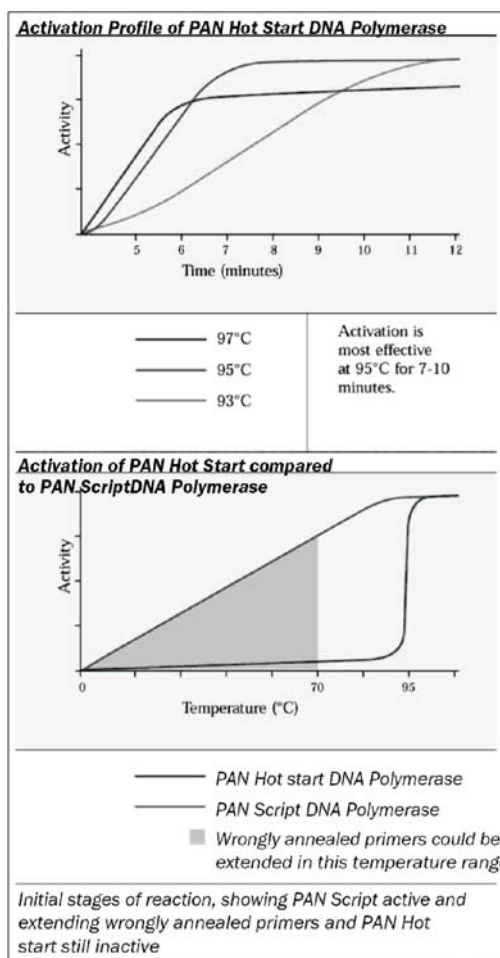 Activation Profile of PAN Hot Start DNA Polymerase
Activity
5 6 7 8 9 10 11 12
Time (minutes)
97°C
95°C
93°C
Activation is
most effective
at 95°C for 7-10
minutes.
Activation of PAN Hot Start compared
to PAN ScriptDNA Polymerase
Activity
0 70 95
Temperature (°C)
PAN Hot start DNA Polymerase
PAN Script DNA Polymerase
Wrongly annealed primers could be
extended in this temperature rang
Initial stages of reaction, showing PAN Script active and
extending wrongly annealed primers and PAN Hot
start still inactive